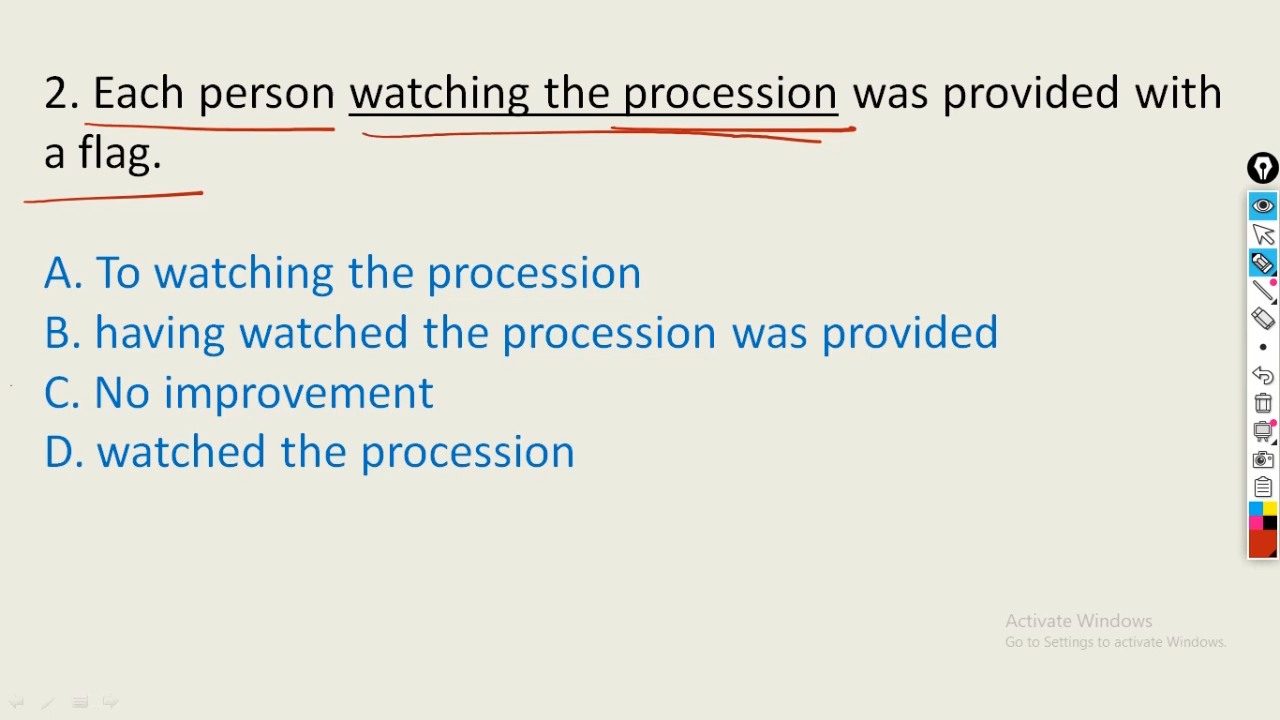 2. Each person watching the procession was provided with
a flag.
A. To watching the procession
B. having watched the procession was provided
C. No improvement
D. watched the procession
Activate Windows
Go to Settings to activate Windows.